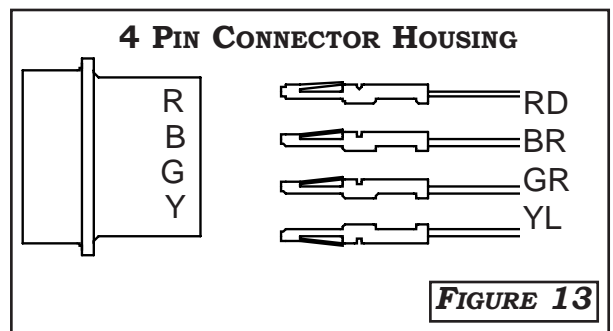 4 PIN CONNECTOR HOUSING
R
B
G
Y
RD
BR
GR
YL
FIGURE 13